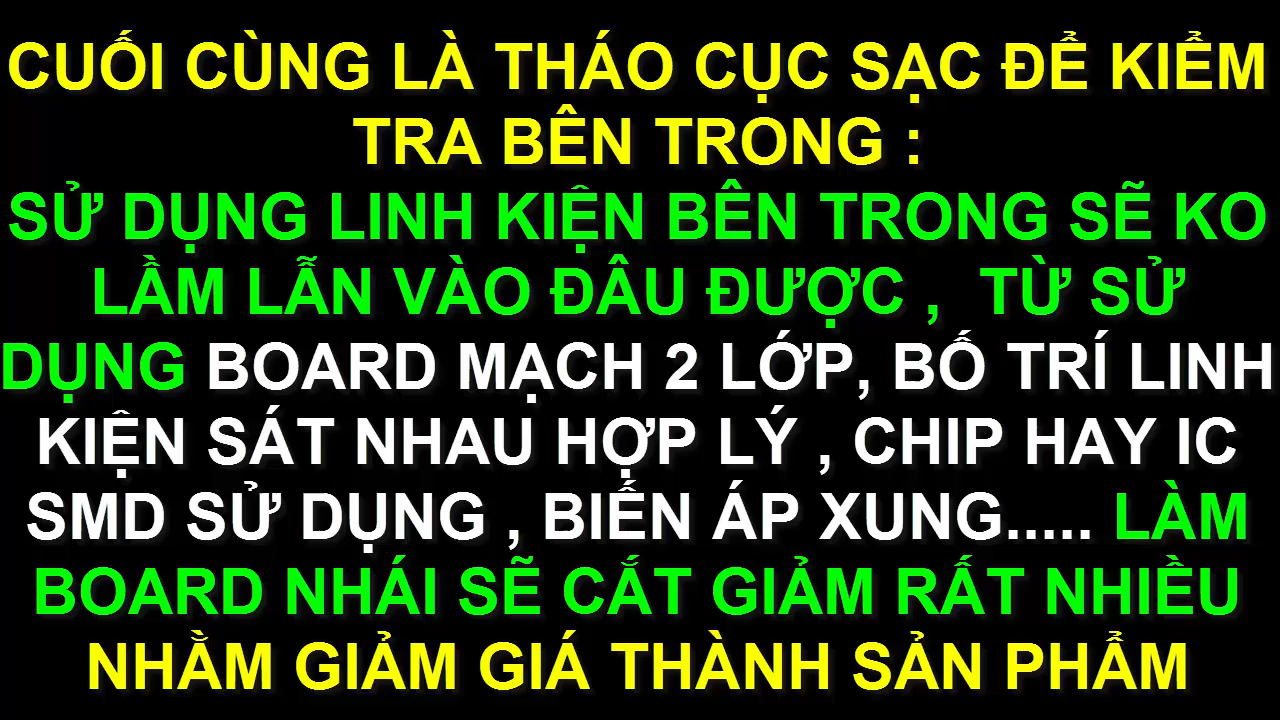 CUỐI CÙNG LÀ THÁO CỤC SẠC ĐỂ KIỂM
TRA BÊN TRONG :
SỬ DỤNG LINH KIỆN BÊN TRONG SẼ KO
LẦM LẪN VÀO ĐÂU ĐƯỢC , TỪ SỬ
DỤNG BOARD MẠCH 2 LỚP, BỐ TRÍ LINH
KIỆN SÁT NHAU HỢP LÝ , CHIP HAY IC
SMD SỬ DỤNG , BIẾN ÁP XUNG..... LÀM
BOARD NHÁI SẼ CẮT GIẢM RẤT NHIỀU
NHẰM GIẢM GIÁ THÀNH SẢN PHẨM